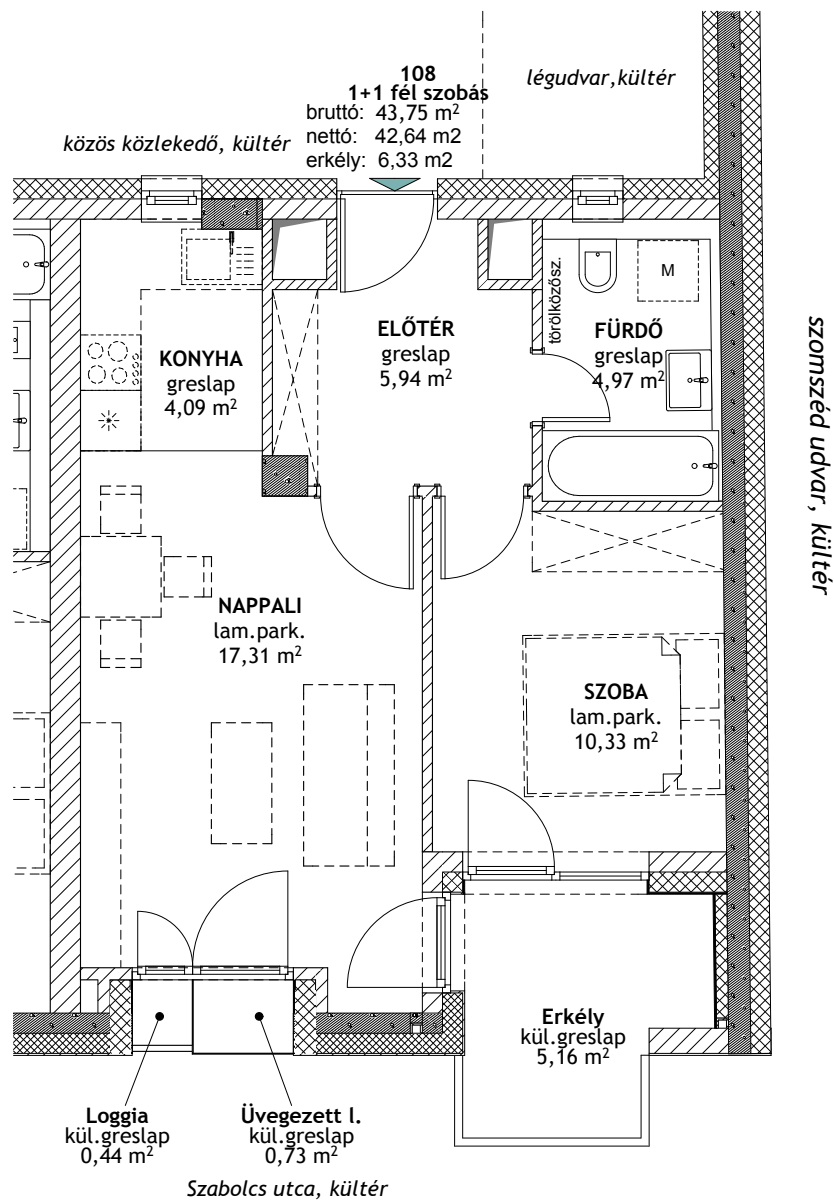 108
1+1 fél szobás
bruttó: 43,75 m²
nettó: 42,64 m2
erkély: 6,33 m2
légudvar,kültér
közös közlekedő, kültér
KONYHA
greslap
4,09 m²
ELŐTÉR
greslap
5,94 m²
törölközősz.
M
FÜRDŐ
greslap
4,97 m²
szomszéd udvar, kültér
NAPPALI
lam.park.
17,31 m²
SZOBA
lam.park.
10,33 m²
Erkély
kül.greslap
5,16 m²
Loggia
kül.greslap
0,44 m²
Üvegezett l.
kül.greslap
0,73 m²
Szabolcs utca, kültér